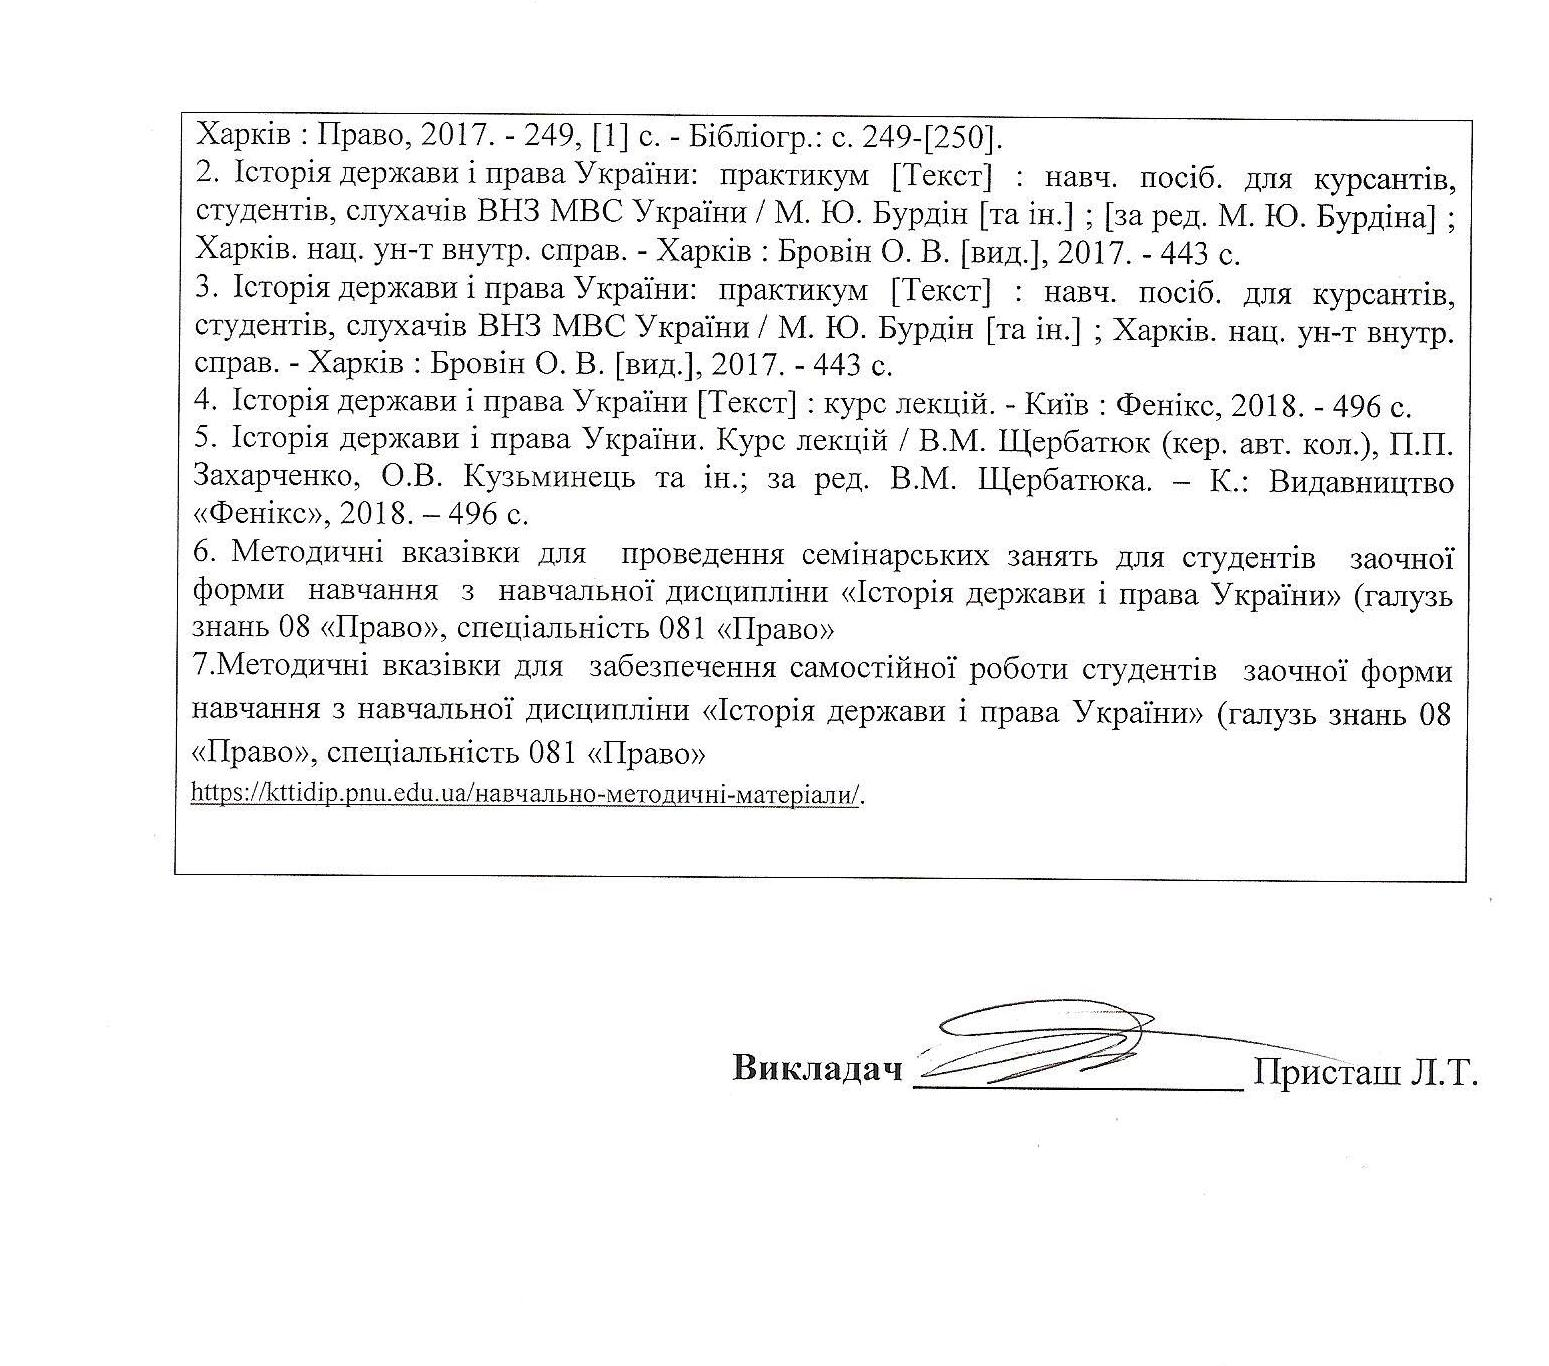 Харків : Право, 2017. - 249, [1] с. - Бібліогр.: с. 249-[250].
2. Історія держави і права України: практикум [Текст] : навч. посіб. для курсантів,
студентів, слухачів ВНЗ МВС України / М. Ю. Бурдін [та ін.] ; [за ред. М. Ю. Бурдіна] ;
Харків. нац. ун-т внутр. справ. - Харків : Бровін О. В. [вид.], 2017. - 443 с.
3. Історія держави і права України: практикум [Текст] : навч. посіб. для курсантів,
студентів, слухачів ВНЗ МВС України / М. Ю. Бурдін [та ін.] ; Харків. нац. ун-т внутр.
справ. - Харків : Бровін О. В. [вид.], 2017. - 443 с.
4. Історія держави і права України [Текст] : курс лекцій. - Київ : Фенікс, 2018. - 496 с.
5. Історія держави і права України. Курс лекцій / В.М. Щербатюк (кер. авт. кол.), П.П.
Захарченко, О.В. Кузьминець та ін.; за ред. В.М. Щербатюка. – К.: Видавництво
«Фенікс», 2018. – 496 с.
6. Методичні вказівки для проведення семінарських занять для студентів заочної
форми навчання з навчальної дисципліни «Історія держави і права України» (галузь
знань 08 «Право», спеціальність 081 «Право»
7.Методичні вказівки для забезпечення самостійної роботи студентів заочної форми
навчання з навчальної дисципліни «Історія держави і права України» (галузь знань 08
«Право», спеціальність 081 «Право»
https://kttidip.pnu.edu.ua/навчально-методичні-матеріали/.
Викладач Присташ Л.Т.